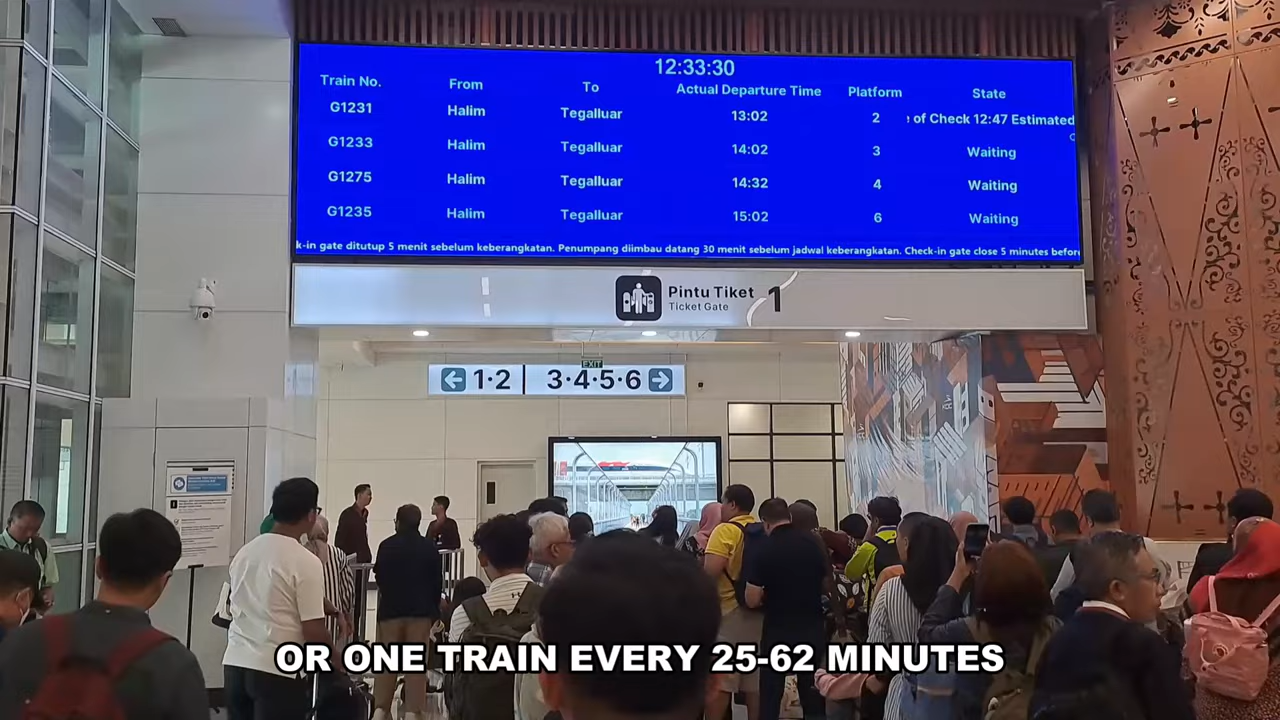 12:33:30
Train No. From To Actual Departure Time Platform State
G1231 Halim Tegalluar 13:02 2 of Check 12:47 Estimated
G1233 Halim Tegalluar 14:02 3 Waiting
G1275 Halim Tegalluar 14:32 4 Waiting
G1235 Halim Tegalluar 15:02 6 Waiting
k-in gate ditutup 5 menit sebelum keberangkatan. Penumpang diimbau datang 30 menit sebelum jadwal keberangkatan. Check-in gate close 5 minutes befor
Pintu Tiket 1
Ticket Gate
EXIT
1·2 3·4·5·6
OR ONE TRAIN EVERY 25-62 MINUTES